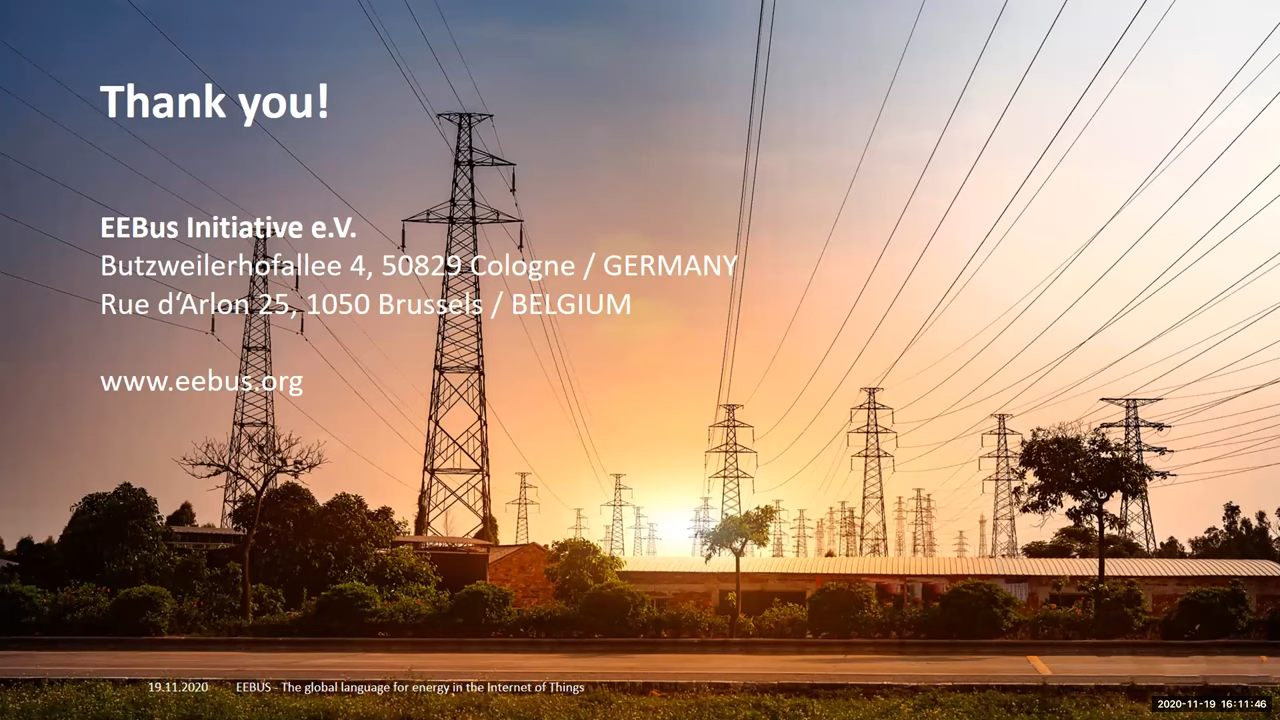 Thank you!
EEBus Initiative e.V.
Butzweilerhofallee 4, 50829 Cologne / GERMANY
Rue d‘Arlon 25, 1050 Brussels / BELGIUM
www.eebus.org
19.11.2020 EEBUS - The global language for energy in the Internet of Things
2020-11-19 16:11:46